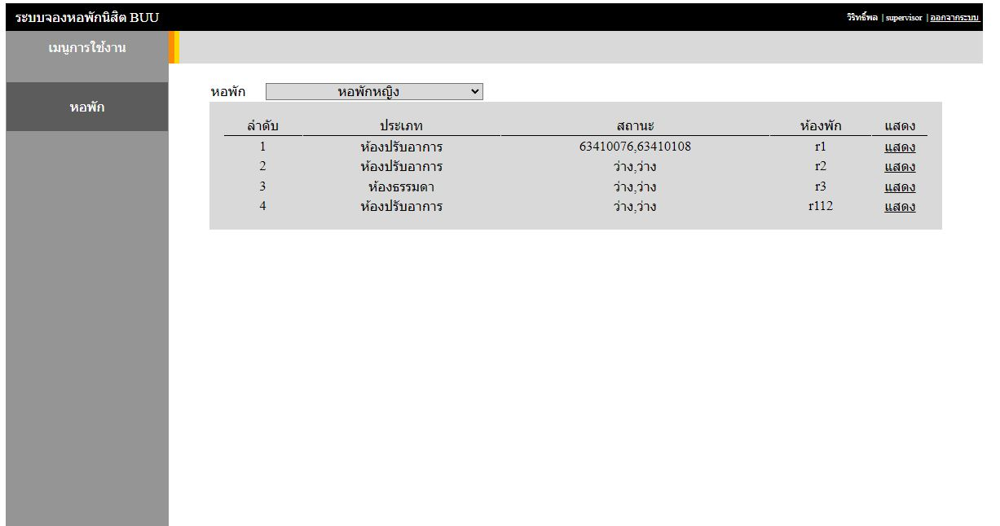 ระบบจองหอพักนิสิต BUU วิริทธิ์พล | supervisor | ออกจากระบบ
เมนูการใช้งาน
หอพัก
หอพัก หอพักหญิง
ลำดับ ประเภท สถานะ ห้องพัก แสดง
1 ห้องปรับอาการ 63410076,63410108 r1 แสดง
2 ห้องปรับอาการ ว่าง,ว่าง r2 แสดง
3 ห้องธรรมดา ว่าง,ว่าง r3 แสดง
4 ห้องปรับอาการ ว่าง,ว่าง r112 แสดง